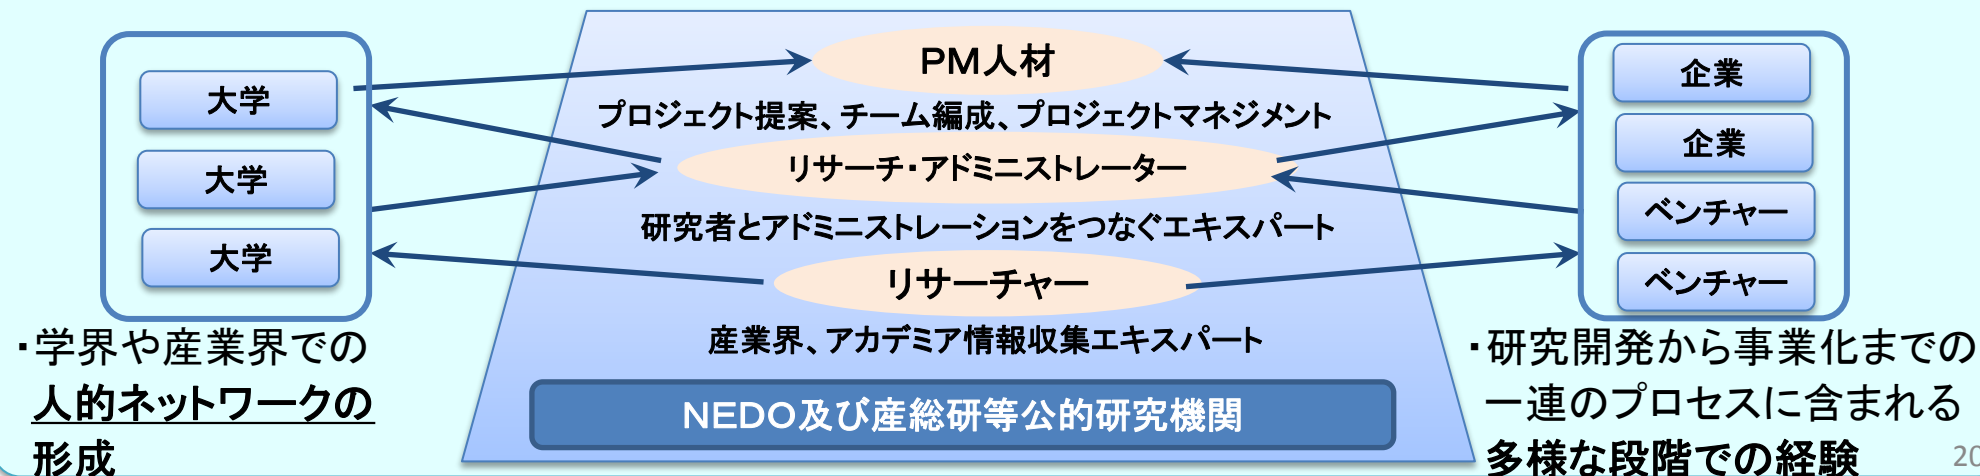 大学
大学
大学
・学界や産業界での
人的ネットワークの
形成
PM人材
プロジェクト提案、チーム編成、プロジェクトマネジメント
リサーチ・アドミニストレーター
研究者とアドミニストレーションをつなぐエキスパート
リサーチャー
産業界、アカデミア情報収集エキスパート
NEDO及び産総研等公的研究機関
企業
企業
ベンチャー
ベンチャー
・研究開発から事業化までの
一連のプロセスに含まれる
多様な段階での経験
20